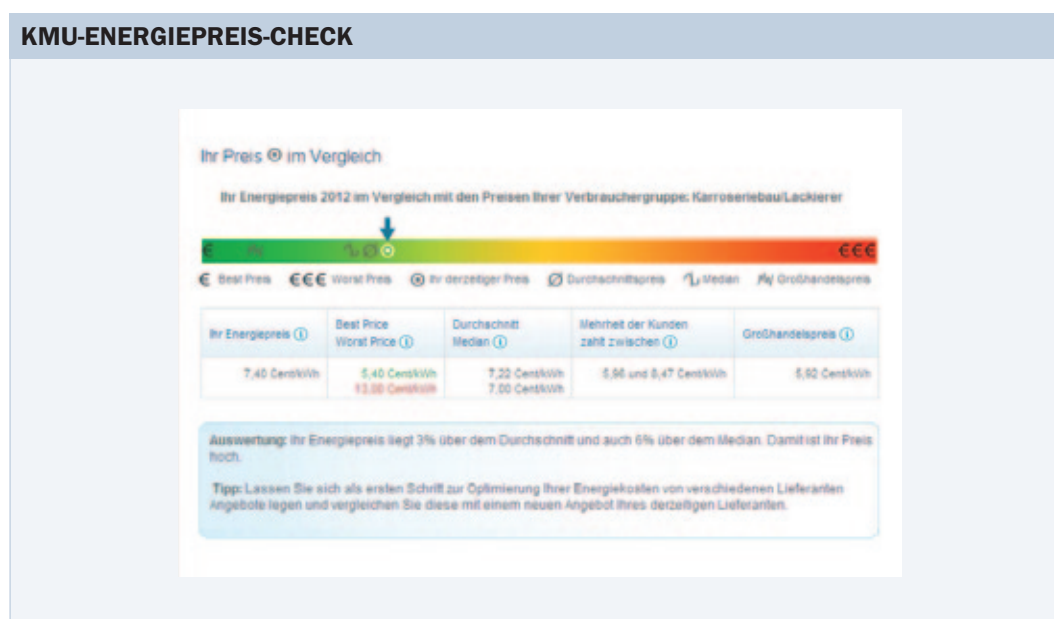 KMU-ENERGIEPREIS-CHECK
Ihr Preis im Vergleich
Ihr Energiepreis 2012 im Vergleich mit den Preisen Ihrer Verbrauchergruppe: Karroseriebau/Lackierer
€ €€€
€ Best Preis €€€ Worst Preis Ihr derzeitiger Preis Ø Durchschnittspreis Median Großhandelspreis
Ihr Energiepreis
Best Price
Worst Price
Durchschnitt
Median
Mehrheit der Kunden
zahlt zwischen
Großhandelspreis
7,40 Cent/kWh
5,40 Cent/kWh
13,00 Cent/kWh
7,22 Cent/kWh
7,00 Cent/kWh
5,96 und 8,47 Cent/kWh
5,92 Cent/kWh
Auswertung: Ihr Energiepreis liegt 3% über dem Durchschnitt und auch 6% über dem Median. Damit ist Ihr Preis
hoch.
Tipp: Lassen Sie sich als ersten Schritt zur Optimierung Ihrer Energiekosten von verschiedenen Lieferanten
Angebote legen und vergleichen Sie diese mit einem neuen Angebot Ihres derzeitigen Lieferanten.